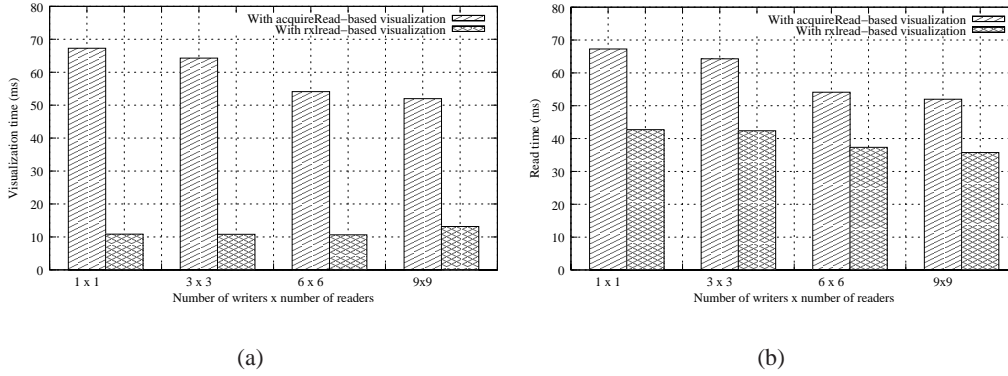 With acquireRead-based visualization
With rxlread-based visualization
80
70
60
50
40
30
20
10
0
Visualization time (ms)
1 x 1
3 x 3
6 x 6
9x9
Number of writers x number of readers
(a)
With acquireRead-based visualization
With rxlread-based visualization
80
70
60
50
40
30
20
10
0
Read time (ms)
1 x 1
3 x 3
6 x 6
9x9
Number of writers x number of readers
(b)